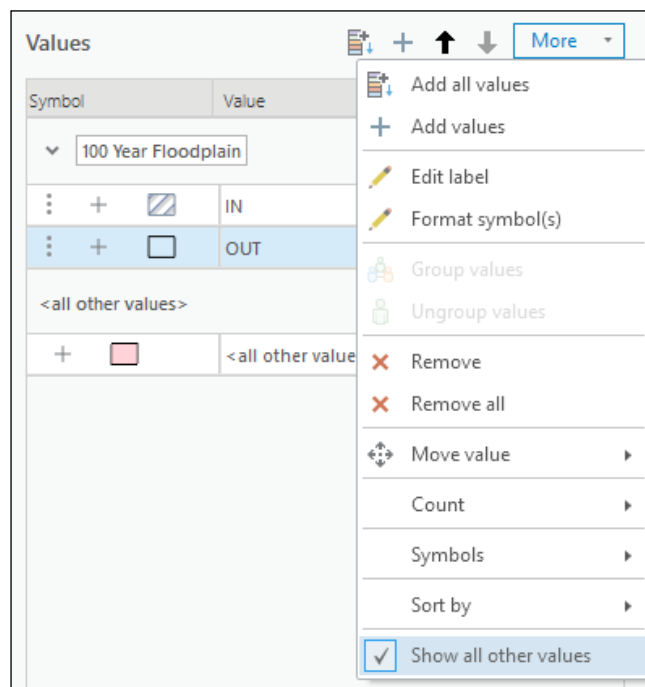 Values
More
Symbol Value
100 Year Floodplain
IN
OUT
<all other values>
<all other value
Add all values
Add values
Edit label
Format symbol(s)
Group values
Ungroup values
Remove
Remove all
Move value
Count
Symbols
Sort by
Show all other values